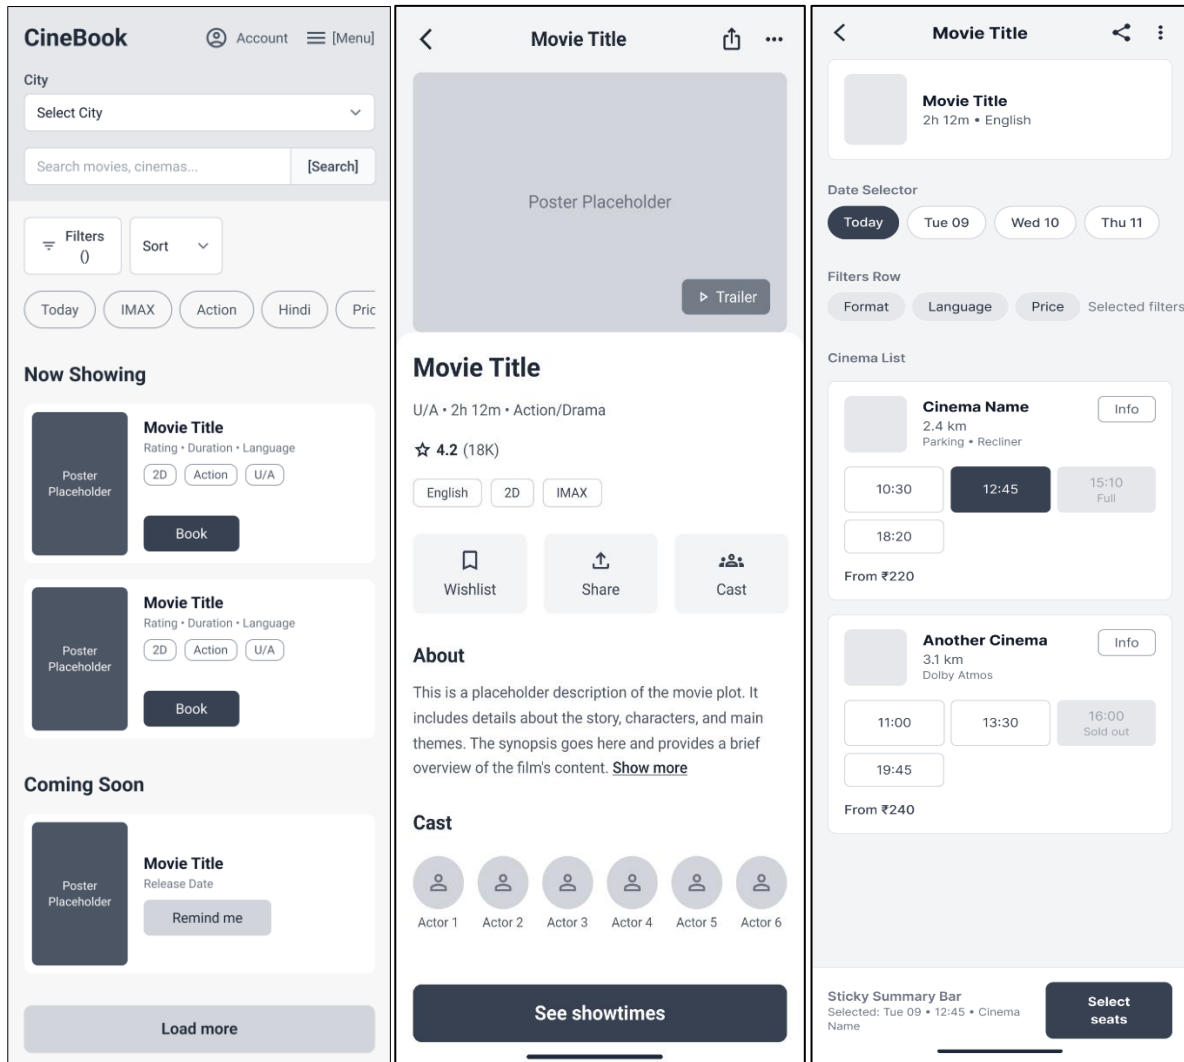 CineBook
Account
[Menu]
City
Select City
Search movies, cinemas...
[Search]
Filters
()
Sort
Today
IMAX
Action
Hindi
Pric
Now Showing
Poster
Placeholder
Movie Title
Rating • Duration • Language
2D
Action
U/A
Book
Poster
Placeholder
Movie Title
Rating • Duration • Language
2D
Action
U/A
Book
Coming Soon
Poster
Placeholder
Movie Title
Release Date
Remind me
Load more
Movie Title
Poster Placeholder
Trailer
Movie Title
U/A • 2h 12m • Action/Drama
4.2 (18K)
English
2D
IMAX
Wishlist
Share
Cast
About
This is a placeholder description of the movie plot. It
includes details about the story, characters, and main
themes. The synopsis goes here and provides a brief
overview of the film's content. Show more
Cast
Actor 1
Actor 2
Actor 3
Actor 4
Actor 5
Actor 6
See showtimes
Movie Title
Movie Title
2h 12m • English
Date Selector
Today
Tue 09
Wed 10
Thu 11
Filters Row
Format
Language
Price
Selected filters
Cinema List
Cinema Name
2.4 km
Parking • Recliner
Info
10:30
12:45
15:10
Full
18:20
From ₹220
Another Cinema
3.1 km
Dolby Atmos
Info
11:00
13:30
16:00
Sold out
19:45
From ₹240
Sticky Summary Bar
Selected: Tue 09 • 12:45 • Cinema
Name
Select
seats